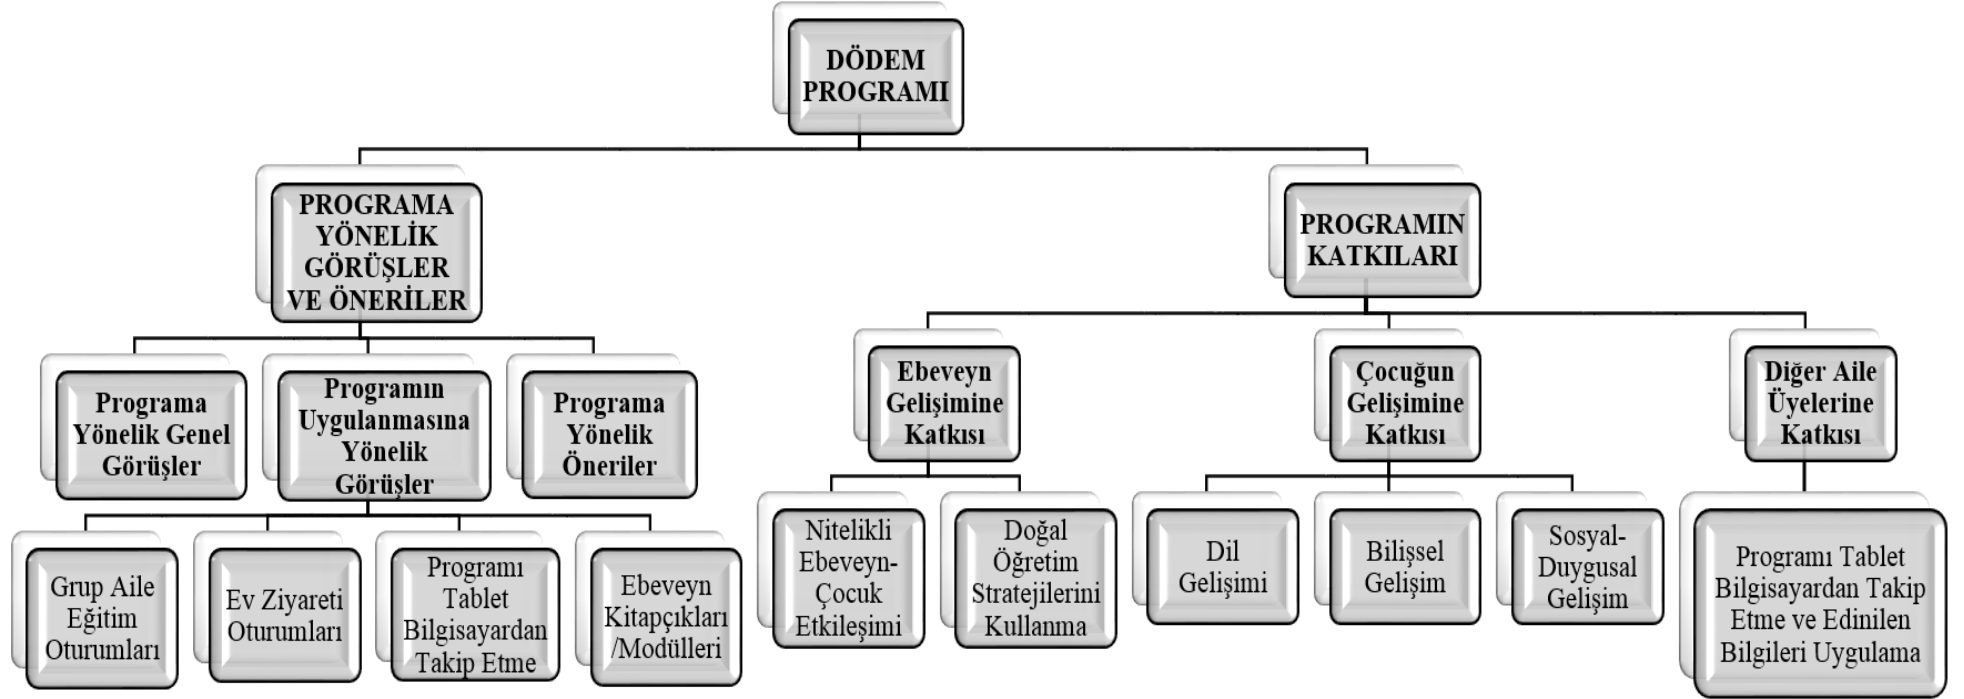 DÖDEM
PROGRAMI
PROGRAMA
YÖNELİK
GÖRÜŞLER
VE ÖNERİLER
PROGRAMIN
KATKILARI
Programa
Yönelik Genel
Görüşler
Programın
Uygulanmasına
Yönelik
Görüşler
Programa
Yönelik
Öneriler
Ebeveyn
Gelişimine
Katkısı
Çocuğun
Gelişimine
Katkısı
Diğer Aile
Üyelerine
Katkısı
Grup Aile
Eğitim
Oturumları
Ev Ziyareti
Oturumları
Programı
Tablet
Bilgisayardan
Takip Etme
Ebeveyn
Kitapçıkları
/Modülleri
Nitelikli
Ebeveyn-
Çocuk
Etkileşimi
Doğal
Öğretim
Stratejilerini
Kullanma
Dil
Gelişimi
Bilişsel
Gelişim
Sosyal-
Duygusal
Gelişim
Programı Tablet
Bilgisayardan Takip
Etme ve Edinilen
Bilgileri Uygulama